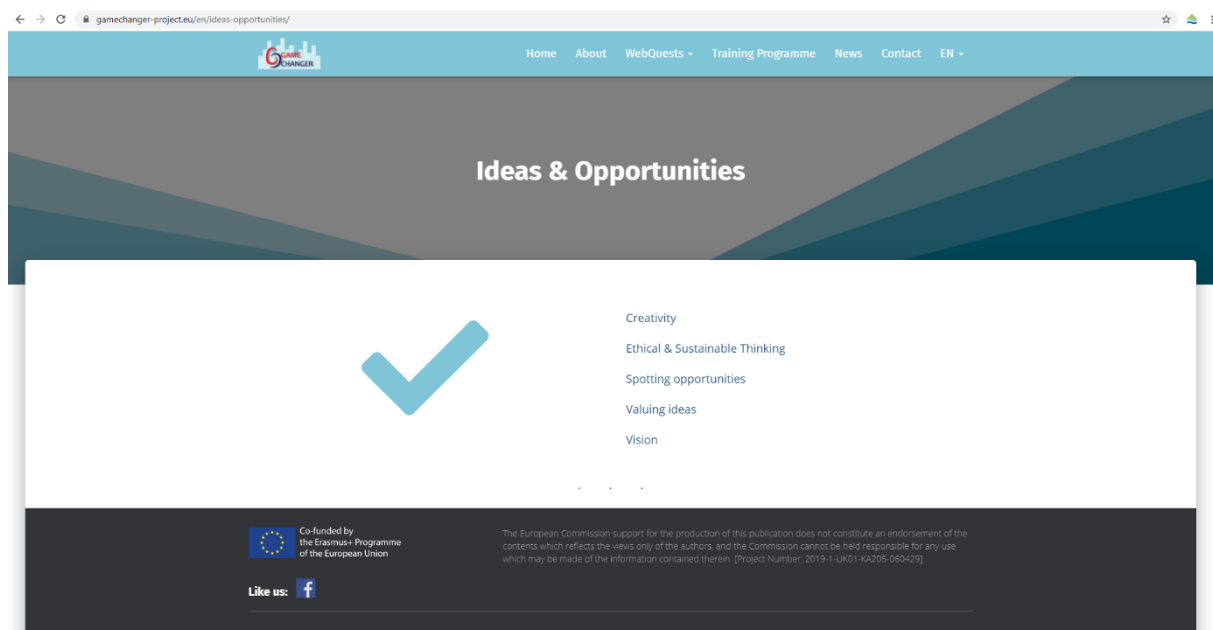 gamechanger-project.eu/en/ideas-opportunities/
GAME
CHANGER
Home About WebQuests Training Programme News Contact EN
Ideas & Opportunities
Creativity
Ethical & Sustainable Thinking
Spotting opportunities
Valuing ideas
Vision
. . .
Co-funded by
the Erasmus+ Programme
of the European Union
The European Commission support for the production of this publication does not constitute an endorsement of the
contents which reflects the views only of the authors, and the Commission cannot be held responsible for any use
which may be made of the information contained therein. [Project Number: 2019-1-UK01-KA205-060429]
Like us: f